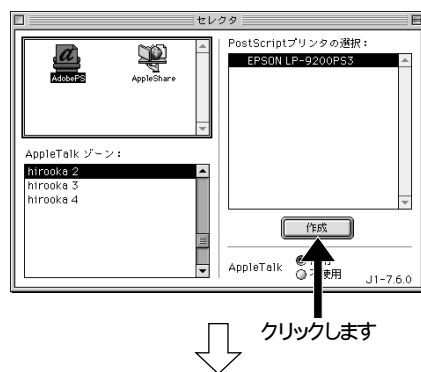 セレクタ
AdobePS
AppleShare
PostScriptプリンタの選択：
EPSON LP-9200PS3
AppleTalk ゾーン：
hirooka 2
hirooka 3
hirooka 4
作成
AppleTalk
使用
J1-7.6.0
クリックします